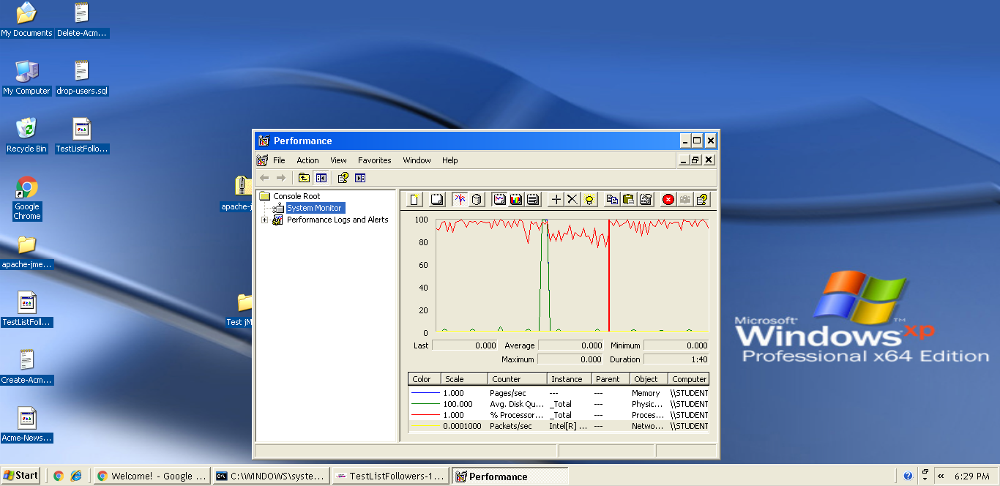 My Documents
Delete-Acm...
My Computer
drop-users.sql
Recycle Bin
TestListFollo...
Google
Chrome
apache-j
apache-jme...
Test jM
TestListFoll...
Create-Acm...
Acme-News...
Performance
File Action View Favorites Window Help
Console Root
System Monitor
Performance Logs and Alerts
100
80
60
40
20
0
Last 0.000 Average 0.000 Minimum 0.000
Maximum 0.000 Duration 1:40
Color Scale Counter Instance Parent Object Computer
1.000 Pages/sec --- --- Memory \\STUDENT
100.000 Avg. Disk Qu... _Total --- Physic... \\STUDENT
1.000 % Processor... _Total --- Proces... \\STUDENT
0.0001000 Packets/sec Intel[R] ... --- Netwo... \\STUDENT
Microsoft
Windows xp
Professional x64 Edition
Start
Welcome! - Google ...
C:\WINDOWS\syste...
TestListFollowers-1...
Performance
6:29 PM